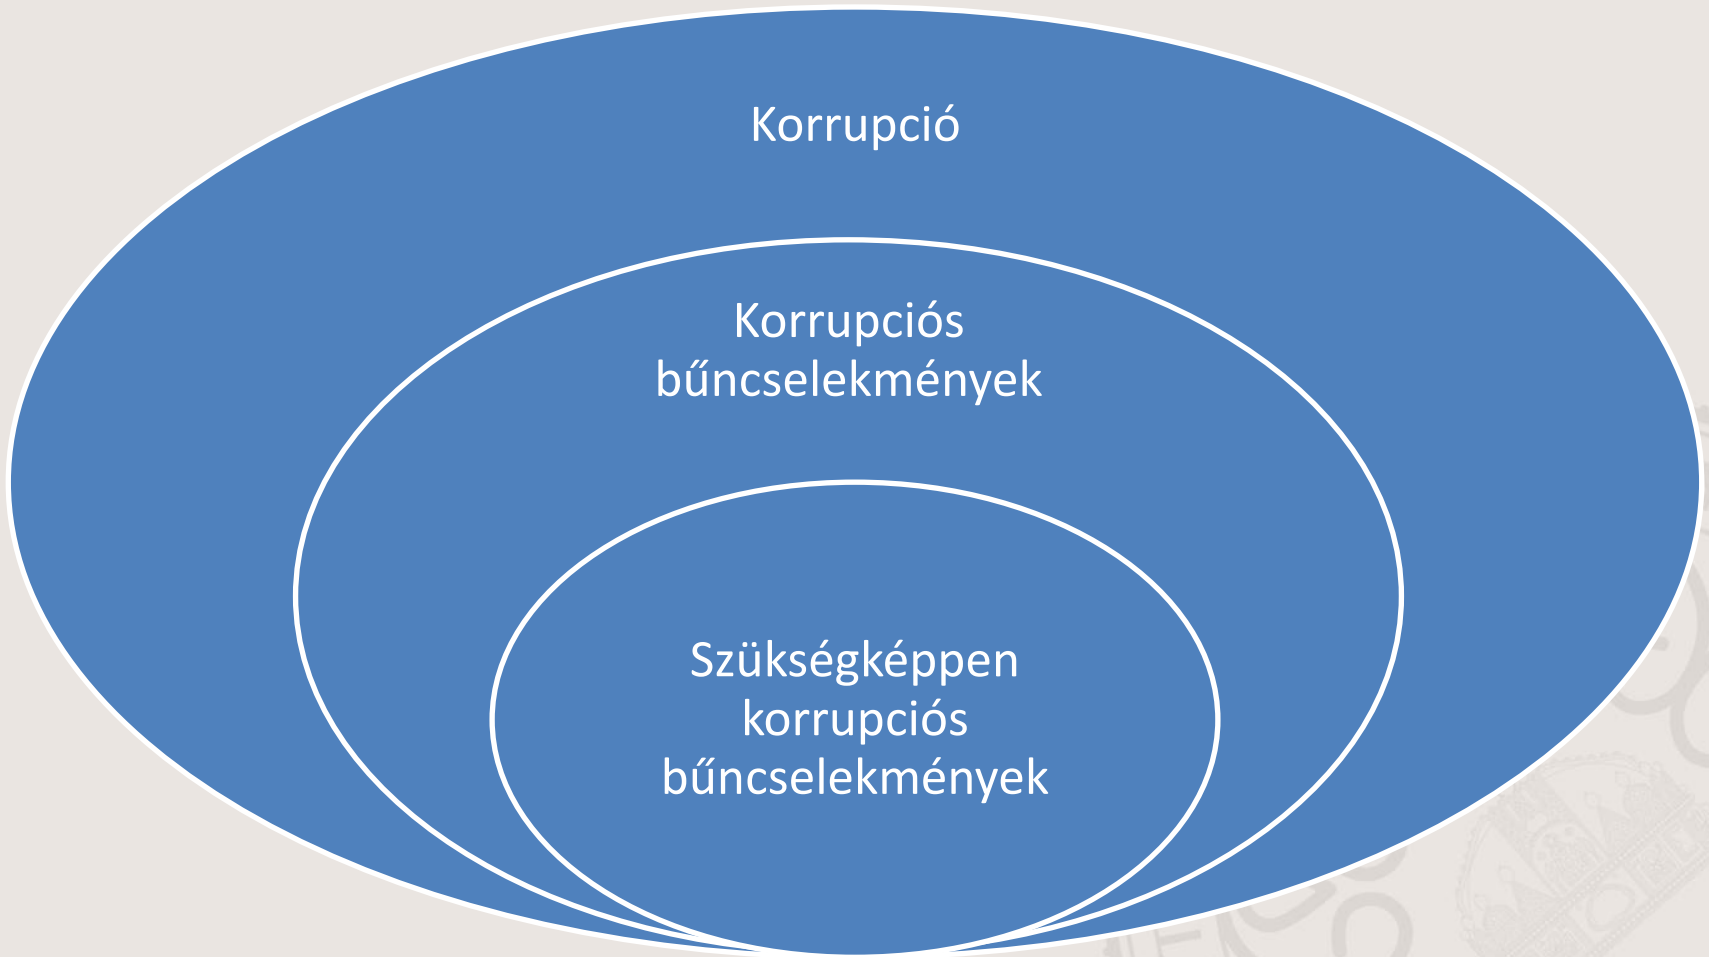 Korrupció
Korrupciós
bűncselekmények
Szükségképpen
korrupciós
bűncselekmények